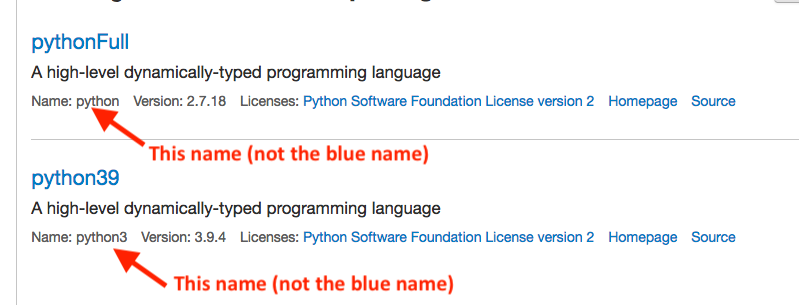 pythonFull
A high-level dynamically-typed programming language
Name: python Version: 2.7.18 Licenses: Python Software Foundation License version 2 Homepage Source
This name (not the blue name)
python39
A high-level dynamically-typed programming language
Name: python3 Version: 3.9.4 Licenses: Python Software Foundation License version 2 Homepage Source
This name (not the blue name)